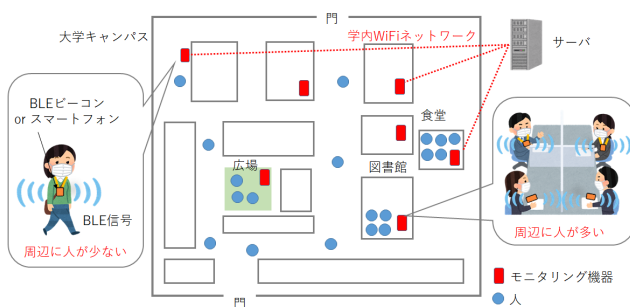 門
大学キャンパス
学内WiFiネットワーク
サーバ
BLEビーコン
or スマートフォン
食堂
広場
図書館
BLE信号
周辺に人が少ない
周辺に人が多い
モニタリング機器
人
門